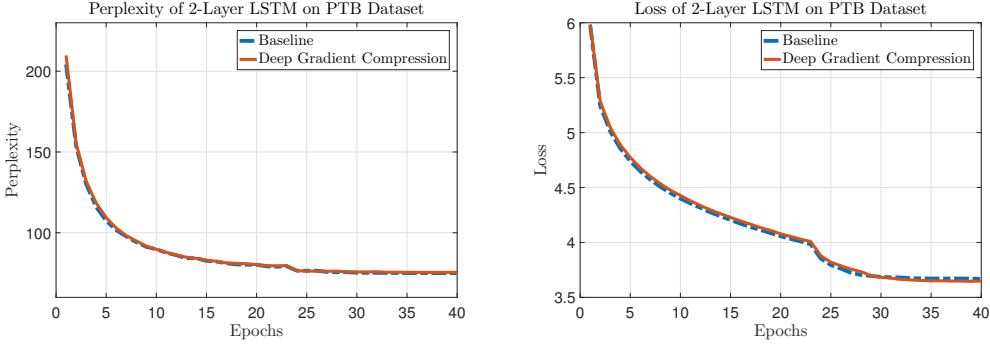 Perplexity of 2-Layer LSTM on PTB Dataset
Baseline
Deep Gradient Compression
200
150
100
Perplexity
0 5 10 15 20 25 30 35 40
Epochs
Loss of 2-Layer LSTM on PTB Dataset
Baseline
Deep Gradient Compression
6
5.5
5
4.5
4
3.5
Loss
0 5 10 15 20 25 30 35 40
Epochs